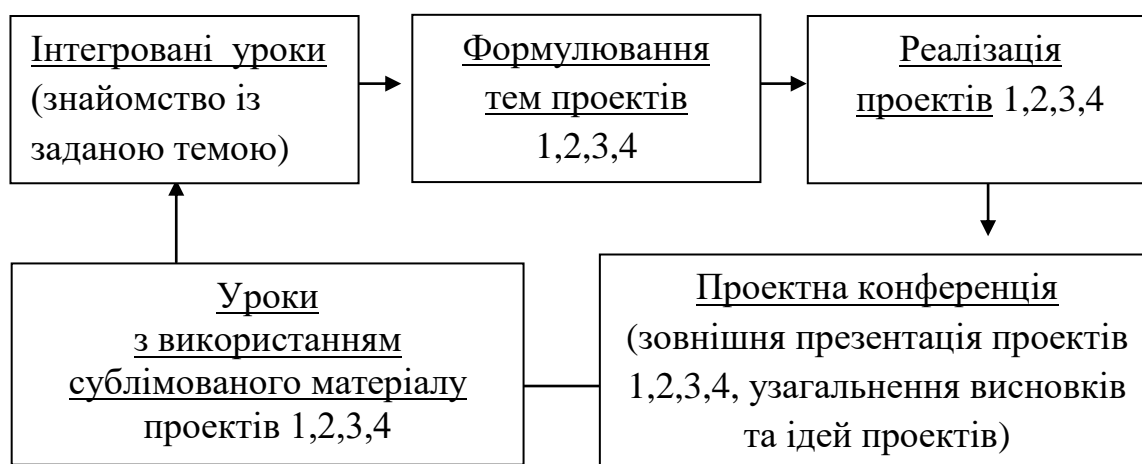 Інтегровані уроки
(знайомство із
заданою темою)
Формулювання
тем проектів
1,2,3,4
Реалізація
проектів 1,2,3,4
Уроки
з використанням
сублімованого матеріалу
проектів 1,2,3,4
Проектна конференція
(зовнішня презентація проектів
1,2,3,4, узагальнення висновків
та ідей проектів)